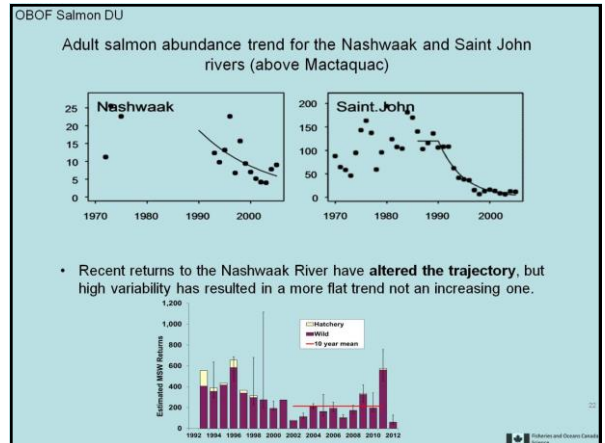 OBOF Salmon DU
Adult salmon abundance trend for the Nashwaak and Saint John
rivers (above Mactaquac)
Nashwaak
25
20
15
10
5
0
1970 1980 1990 2000
Saint.John
200
150
100
50
0
1970 1980 1990 2000
• Recent returns to the Nashwaak River have altered the trajectory, but
high variability has resulted in a more flat trend not an increasing one.
Estimated MSW Returns
1,200
1,000
800
600
400
200
0
Hatchery
Wild
10 year mean
1992 1994 1996 1998 2000 2002 2004 2006 2008 2010 2012
Fisheries and Oceans Canada
Science